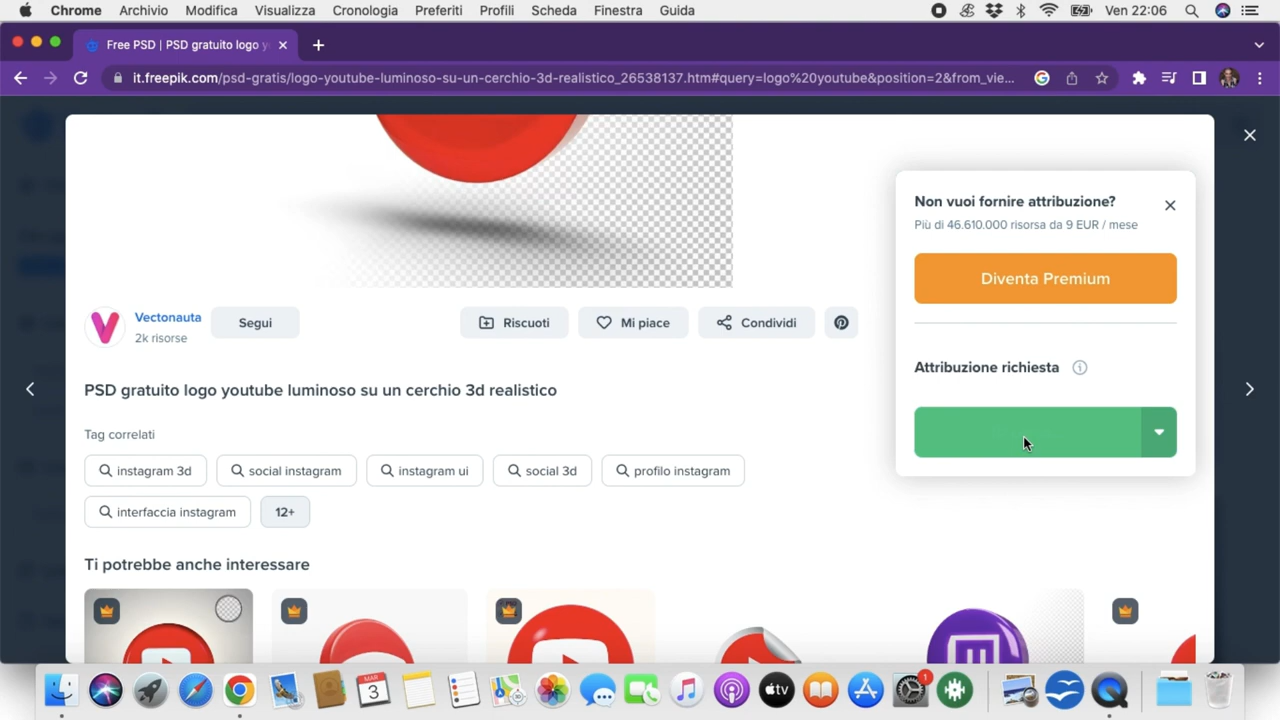 Chrome Archivio Modifica Visualizza Cronologia Preferiti Profili Scheda Finestra Guida Ven 22:06
Free PSD | PSD gratuito logo y
it.freepik.com/psd-gratis/logo-youtube-luminoso-su-un-cerchio-3d-realistico_26538137.htm#query=logo%20youtube&position=2&from_vie...
Non vuoi fornire attribuzione?
Più di 46.610.000 risorsa da 9 EUR / mese
Diventa Premium
Attribuzione richiesta
Vectonauta
2k risorse
Segui
Riscuoti
Mi piace
Condividi
PSD gratuito logo youtube luminoso su un cerchio 3d realistico
Tag correlati
instagram 3d
social instagram
instagram ui
social 3d
profilo instagram
interfaccia instagram
12+
Ti potrebbe anche interessare
MAR
3
tv
1